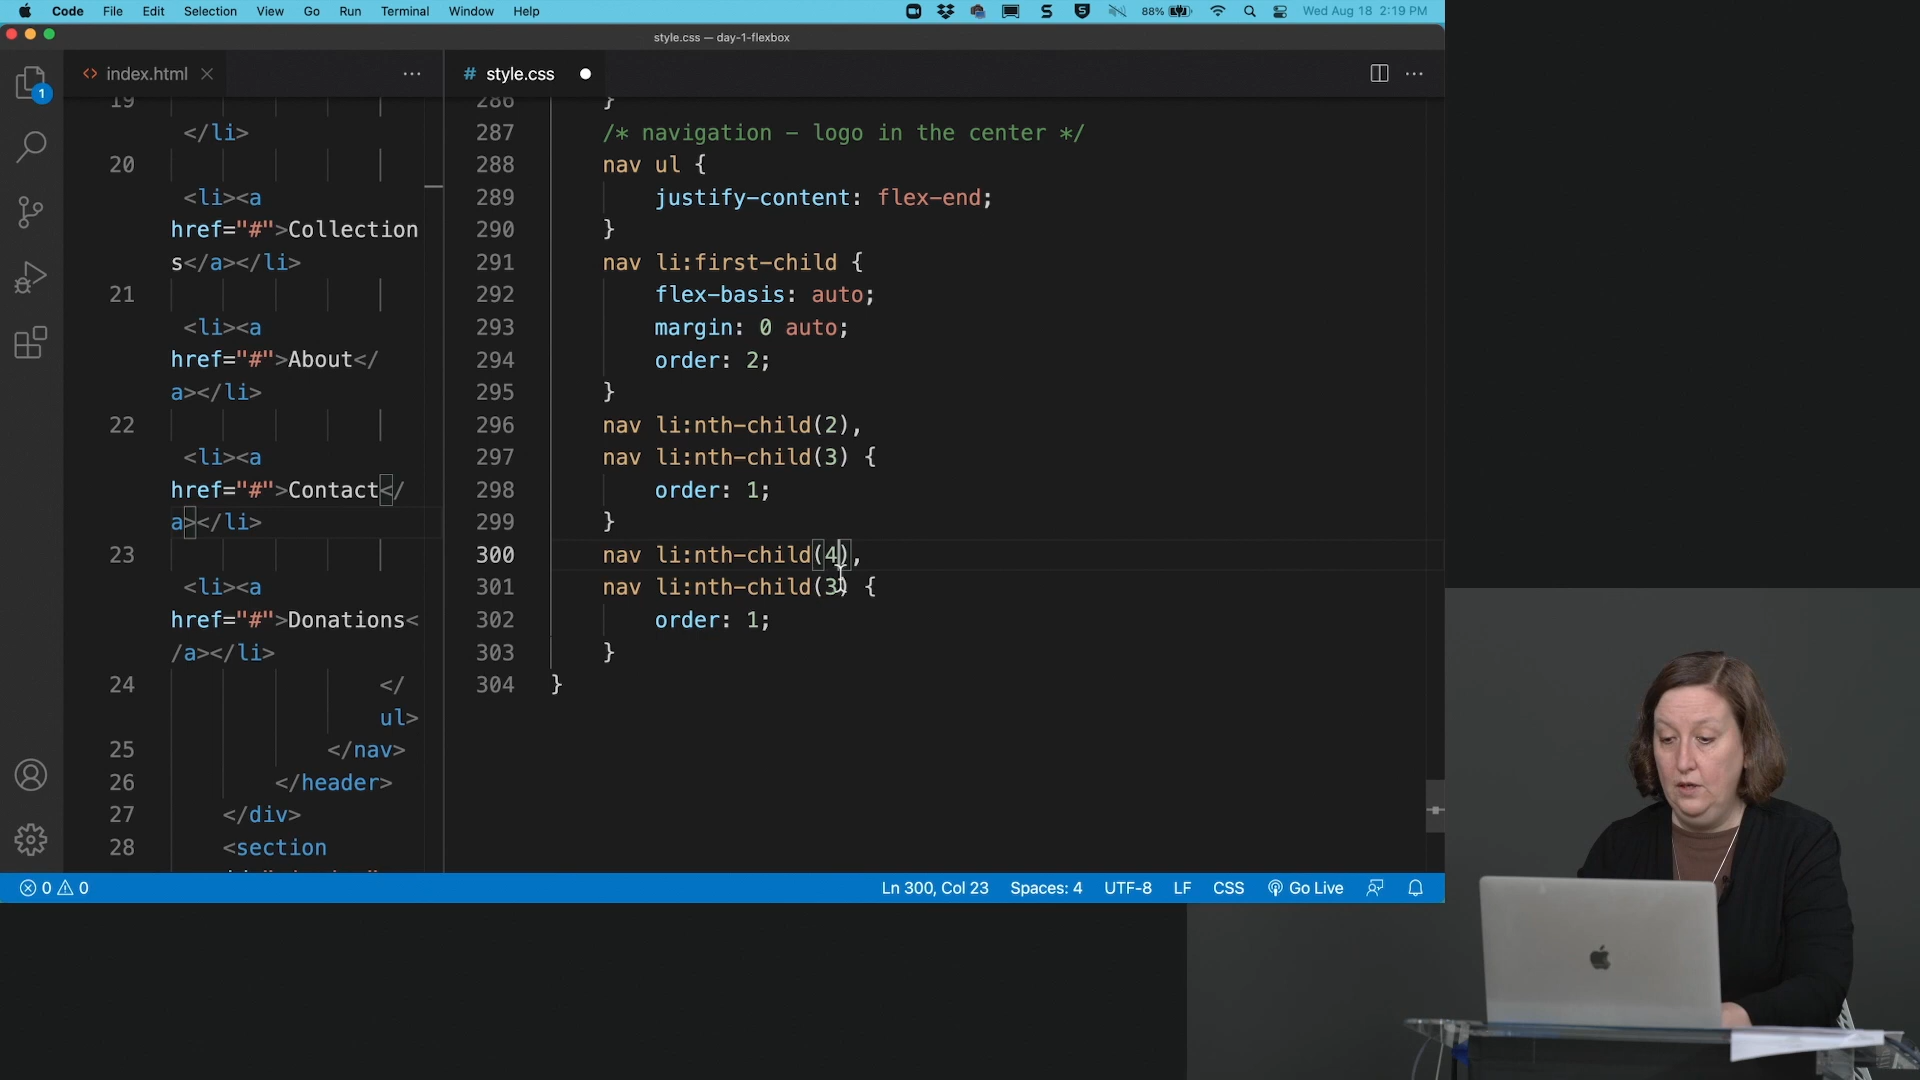 Code File Edit Selection View Go Run Terminal Window Help 88% Wed Aug 18 2:19 PM
style.css — day-1-flexbox
index.html
style.css
1
19
</li>
20
<li><a
href="#">Collection
s</a></li>
21
<li><a
href="#">About</
a></li>
22
<li><a
href="#">Contact</
a></li>
23
<li><a
href="#">Donations<
/a></li>
24
</
ul>
25 </nav>
26 </header>
27 </div>
28 <section
286 }
287 /* navigation – logo in the center */
288 nav ul {
289 justify-content: flex-end;
290 }
291 nav li:first-child {
292 flex-basis: auto;
293 margin: 0 auto;
294 order: 2;
295 }
296 nav li:nth-child(2),
297 nav li:nth-child(3) {
298 order: 1;
299 }
300 nav li:nth-child(4),
301 nav li:nth-child(3) {
302 order: 1;
303 }
304 }
0 0 Ln 300, Col 23 Spaces: 4 UTF-8 LF CSS Go Live